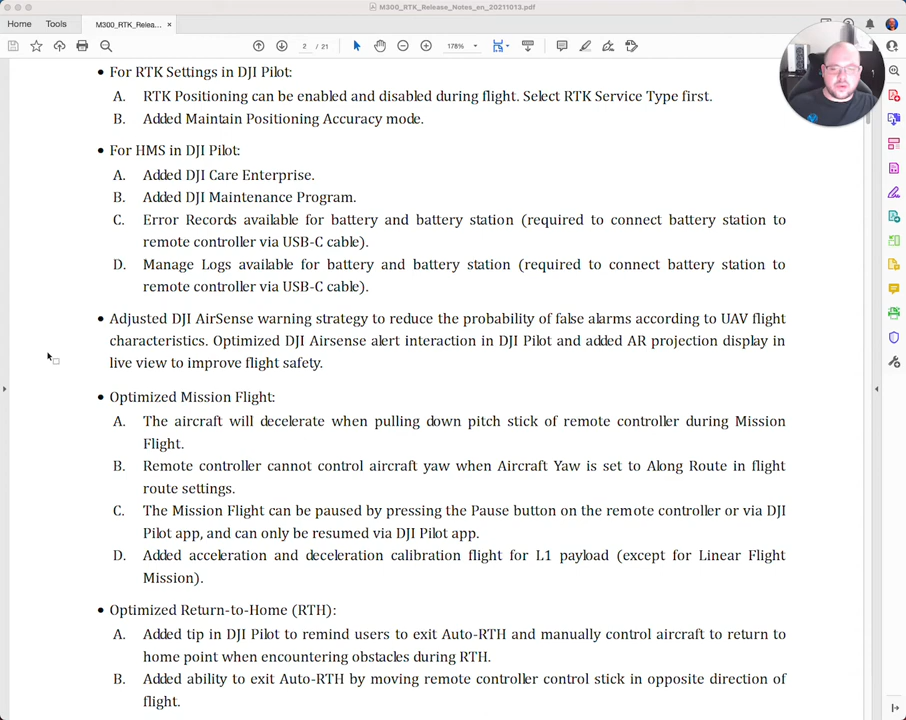 M300_RTK_Release_Notes_en_20211013.pdf
Home
Tools
M300_RTK_Relea...
×
2 / 21
178%
• For RTK Settings in DJI Pilot:
A. RTK Positioning can be enabled and disabled during flight. Select RTK Service Type first.
B. Added Maintain Positioning Accuracy mode.
• For HMS in DJI Pilot:
A. Added DJI Care Enterprise.
B. Added DJI Maintenance Program.
C. Error Records available for battery and battery station (required to connect battery station to
remote controller via USB-C cable).
D. Manage Logs available for battery and battery station (required to connect battery station to
remote controller via USB-C cable).
• Adjusted DJI AirSense warning strategy to reduce the probability of false alarms according to UAV flight
characteristics. Optimized DJI Airsense alert interaction in DJI Pilot and added AR projection display in
live view to improve flight safety.
• Optimized Mission Flight:
A. The aircraft will decelerate when pulling down pitch stick of remote controller during Mission
Flight.
B. Remote controller cannot control aircraft yaw when Aircraft Yaw is set to Along Route in flight
route settings.
C. The Mission Flight can be paused by pressing the Pause button on the remote controller or via DJI
Pilot app, and can only be resumed via DJI Pilot app.
D. Added acceleration and deceleration calibration flight for L1 payload (except for Linear Flight
Mission).
• Optimized Return-to-Home (RTH):
A. Added tip in DJI Pilot to remind users to exit Auto-RTH and manually control aircraft to return to
home point when encountering obstacles during RTH.
B. Added ability to exit Auto-RTH by moving remote controller control stick in opposite direction of
flight.